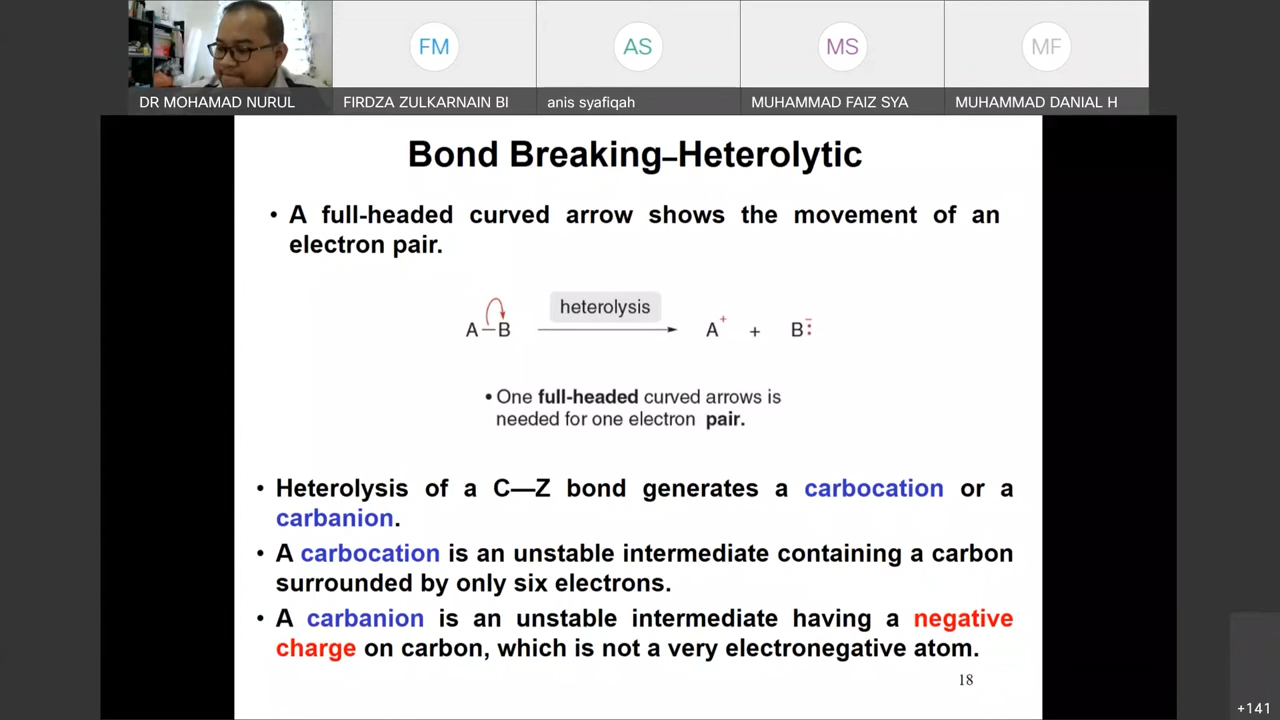 FM
AS
MS
MF
DR MOHAMAD NURUL
FIRDZA ZULKARNAIN BI
anis syafiqah
MUHAMMAD FAIZ SYA
MUHAMMAD DANIAL H
Bond Breaking–Heterolytic
• A full-headed curved arrow shows the movement of an
electron pair.
heterolysis
A—B
A⁺ + B:⁻
• One full-headed curved arrows is
needed for one electron pair.
• Heterolysis of a C—Z bond generates a carbocation or a
carbanion.
• A carbocation is an unstable intermediate containing a carbon
surrounded by only six electrons.
• A carbanion is an unstable intermediate having a negative
charge on carbon, which is not a very electronegative atom.
18
+141